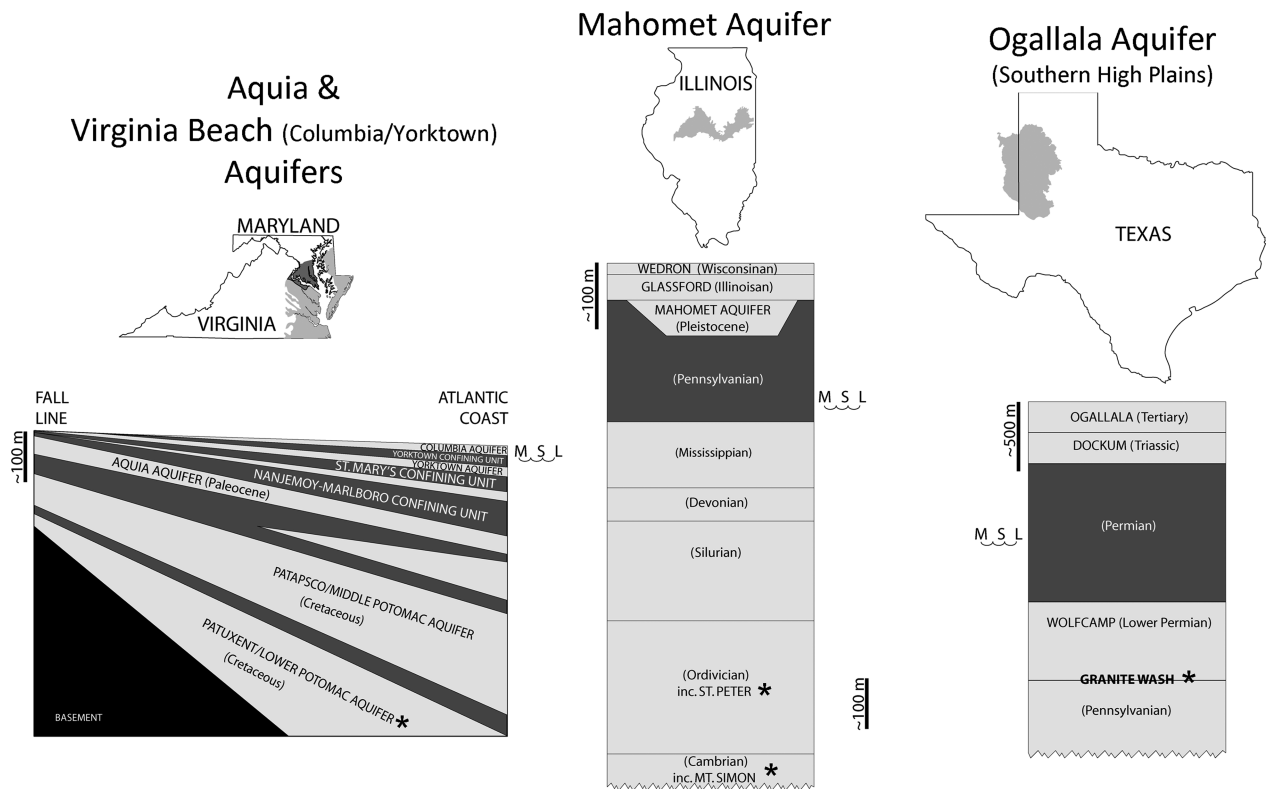 Aquia &
Virginia Beach (Columbia/Yorktown)
Aquifers
MARYLAND
VIRGINIA
FALL
LINE
ATLANTIC
COAST
~100 m
M S L
COLUMBIA AQUIFER
YORKTOWN CONFINING UNIT
YORKTOWN AQUIFER
ST. MARY'S CONFINING UNIT
NANJEMOY-MARLBORO CONFINING UNIT
AQUIA AQUIFER (Paleocene)
PATAPSCO/MIDDLE POTOMAC AQUIFER
(Cretaceous)
PATUXENT/LOWER POTOMAC AQUIFER*
(Cretaceous)
BASEMENT
Mahomet Aquifer
ILLINOIS
~100 m
WEDRON (Wisconsinan)
GLASSFORD (Illinoisan)
MAHOMET AQUIFER
(Pleistocene)
(Pennsylvanian)
M S L
(Mississippian)
(Devonian)
(Silurian)
(Ordivician)
inc. ST. PETER *
~100 m
(Cambrian)
inc. MT. SIMON *
Ogallala Aquifer
(Southern High Plains)
TEXAS
~500 m
OGALLALA (Tertiary)
DOCKUM (Triassic)
(Permian)
M S L
WOLFCAMP (Lower Permian)
GRANITE WASH *
(Pennsylvanian)